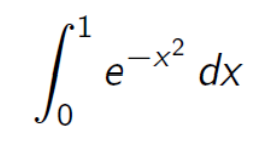 ∫₀¹ e^{-x²} dx